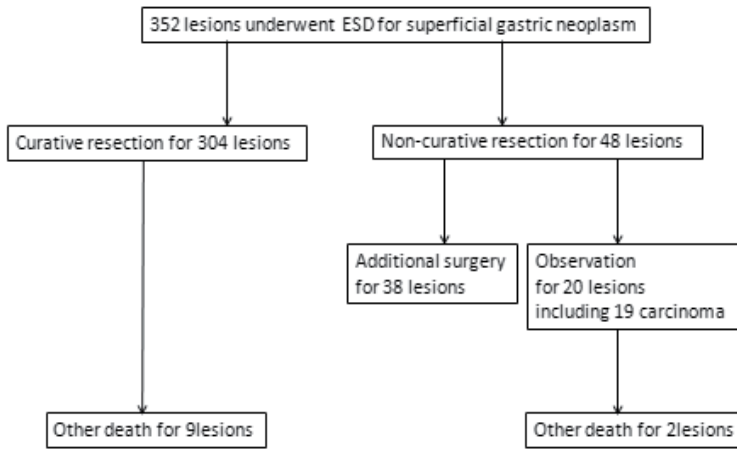 352 lesions underwent ESD for superficial gastric neoplasm
Curative resection for 304 lesions
Non-curative resection for 48 lesions
Additional surgery
for 38 lesions
Observation
for 20 lesions
including 19 carcinoma
Other death for 9lesions
Other death for 2lesions